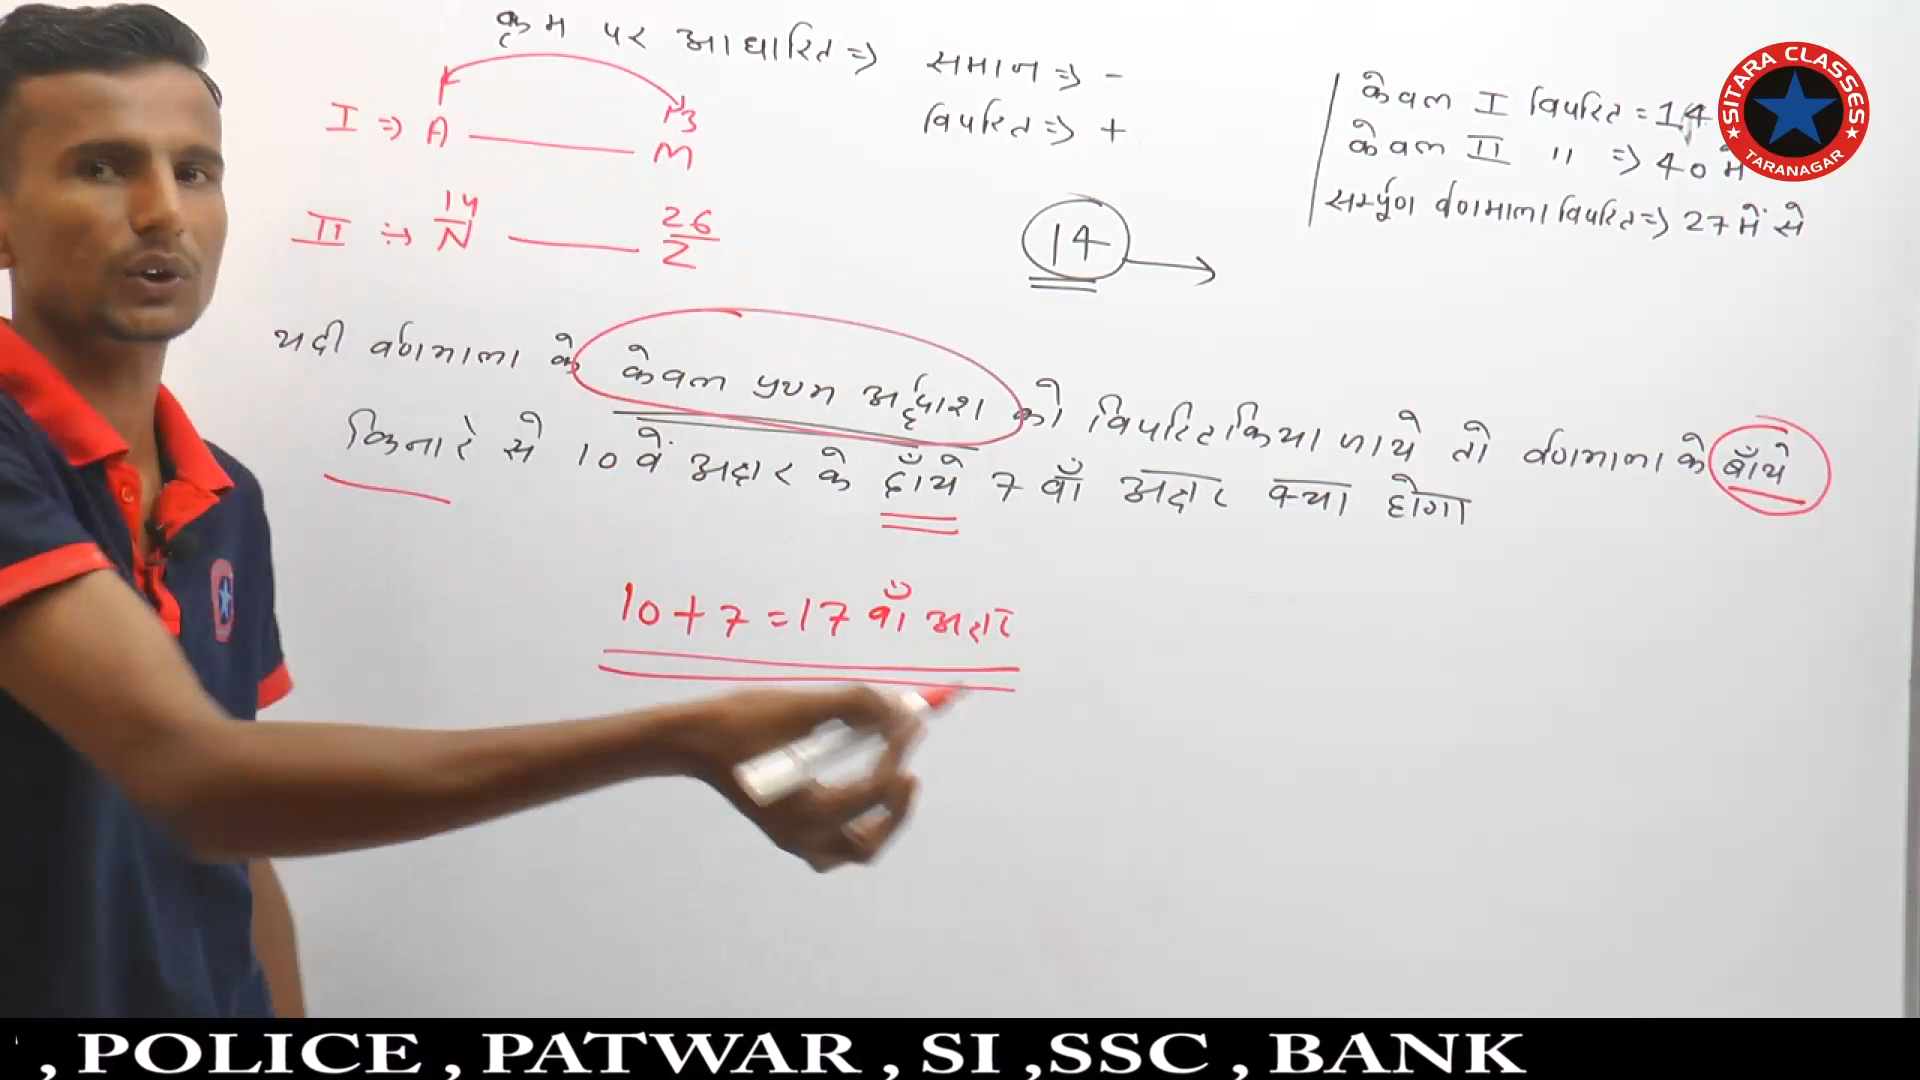 क्रम पर आधारित ⇒ समान ⇒ -
विपरित ⇒ +
I ⇒ A — 13 M
II ⇒ 14 N — 26 Z
केवल I विपरित = 14
केवल II " ⇒ 40 में
सम्पूर्ण वर्णमाला विपरित ⇒ 27 में से
14 →
यदी वर्णमाला के केवल प्रथम अर्द्धाश को विपरित किया जाये तो वर्णमाला के बाँये
किनारे से 10 वें अक्षर के दाँये 7 वाँ अक्षर क्या होगा
10 + 7 = 17 वाँ अक्षर
SITARA CLASSES
TARANAGAR
, POLICE , PATWAR , SI ,SSC , BANK